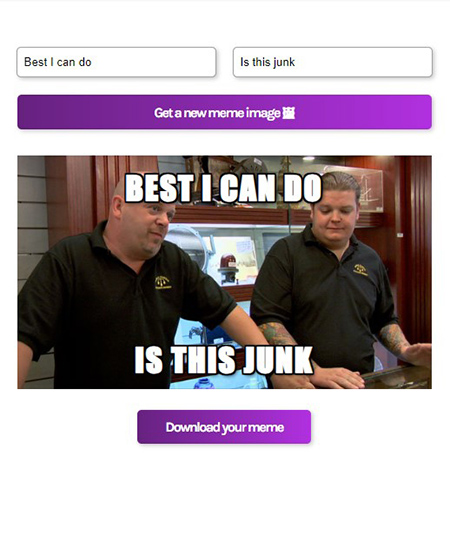 Best I can do
Is this junk
Get a new meme image
BEST I CAN DO
IS THIS JUNK
Download your meme